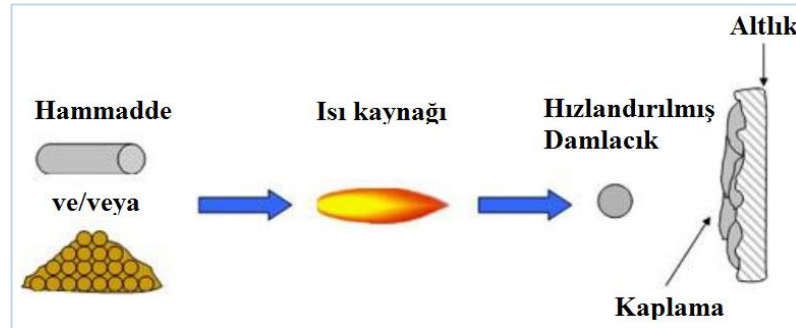 Altlık
Hammadde
Isı kaynağı
Hızlandırılmış
Damlacık
ve/veya
Kaplama